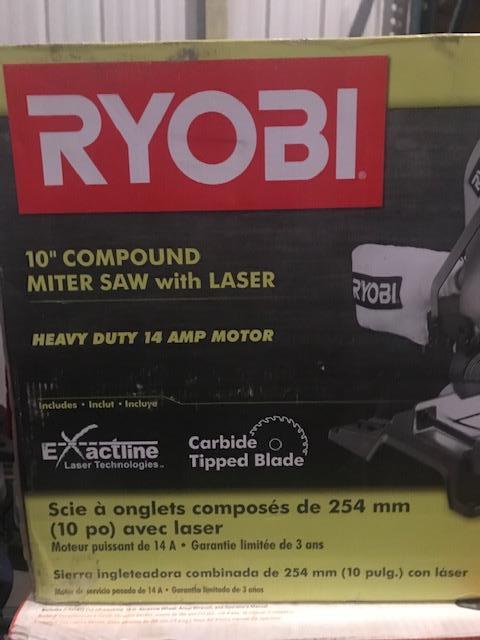 RYOBI
10" COMPOUND
MITER SAW with LASER
RYOBI
HEAVY DUTY 14 AMP MOTOR
Includes • Inclut • Incluye
Exactline
Laser Technologies
Carbide
Tipped Blade
Scie à onglets composés de 254 mm
(10 po) avec laser
Moteur puissant de 14 A • Garantie limitée de 3 ans
Sierra ingleteadora combinada de 254 mm (10 pulg.) con láser
Motor de servicio pesado de 14 A • Garantía limitada de 3 años